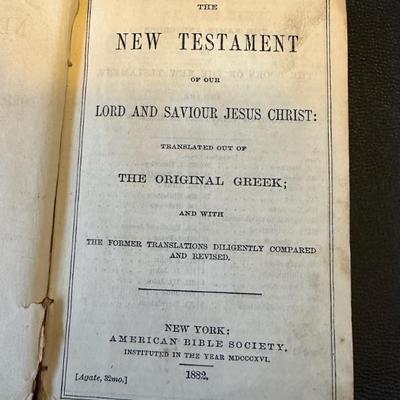 THE
NEW TESTAMENT
OF OUR
LORD AND SAVIOUR JESUS CHRIST:
TRANSLATED OUT OF
THE ORIGINAL GREEK;
AND WITH
THE FORMER TRANSLATIONS DILIGENTLY COMPARED
AND REVISED.
NEW YORK:
AMERICAN BIBLE SOCIETY,
INSTITUTED IN THE YEAR MDCCCXVI.
1882.
[Agate, 32mo.]